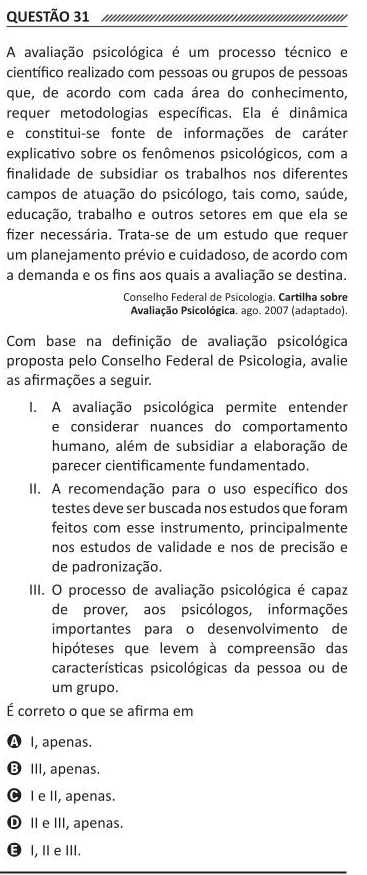 QUESTÃO 31
A avaliação psicológica é um processo técnico e
científico realizado com pessoas ou grupos de pessoas
que, de acordo com cada área do conhecimento,
requer metodologias específicas. Ela é dinâmica
e constitui-se fonte de informações de caráter
explicativo sobre os fenômenos psicológicos, com a
finalidade de subsidiar os trabalhos nos diferentes
campos de atuação do psicólogo, tais como, saúde,
educação, trabalho e outros setores em que ela se
fizer necessária. Trata-se de um estudo que requer
um planejamento prévio e cuidadoso, de acordo com
a demanda e os fins aos quais a avaliação se destina.
Conselho Federal de Psicologia. Cartilha sobre
Avaliação Psicológica. ago. 2007 (adaptado).
Com base na definição de avaliação psicológica
proposta pelo Conselho Federal de Psicologia, avalie
as afirmações a seguir.
I. A avaliação psicológica permite entender
e considerar nuances do comportamento
humano, além de subsidiar a elaboração de
parecer cientificamente fundamentado.
II. A recomendação para o uso específico dos
testes deve ser buscada nos estudos que foram
feitos com esse instrumento, principalmente
nos estudos de validade e nos de precisão e
de padronização.
III. O processo de avaliação psicológica é capaz
de prover, aos psicólogos, informações
importantes para o desenvolvimento de
hipóteses que levem à compreensão das
características psicológicas da pessoa ou de
um grupo.
É correto o que se afirma em
A I, apenas.
B III, apenas.
C I e II, apenas.
D II e III, apenas.
E I, II e III.